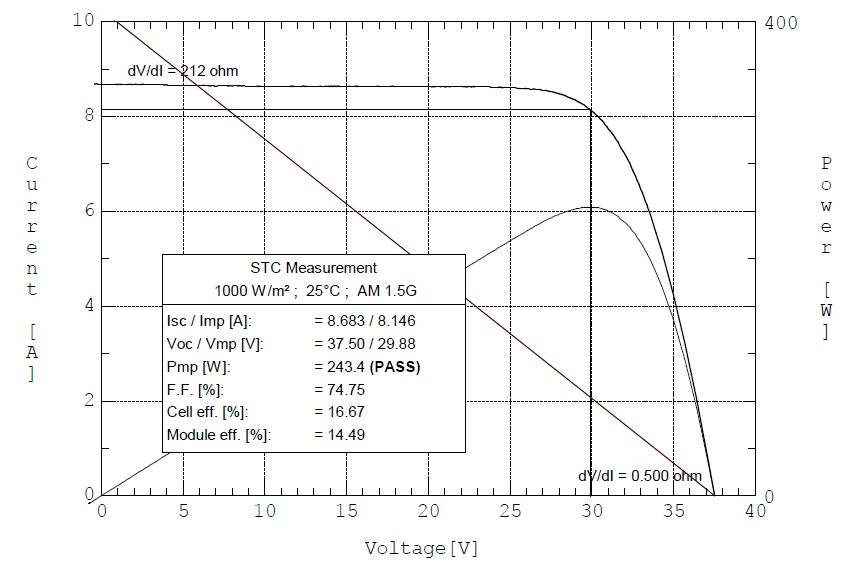 10
400
dV/dI = 212 ohm
8
6
4
2
0
0
Current [A]
Power [W]
STC Measurement
1000 W/m² ; 25°C ; AM 1.5G
Isc / Imp [A]: = 8.683 / 8.146
Voc / Vmp [V]: = 37.50 / 29.88
Pmp [W]: = 243.4 (PASS)
F.F. [%]: = 74.75
Cell eff. [%]: = 16.67
Module eff. [%]: = 14.49
dV/dI = 0.500 ohm
0 5 10 15 20 25 30 35 40
Voltage[V]